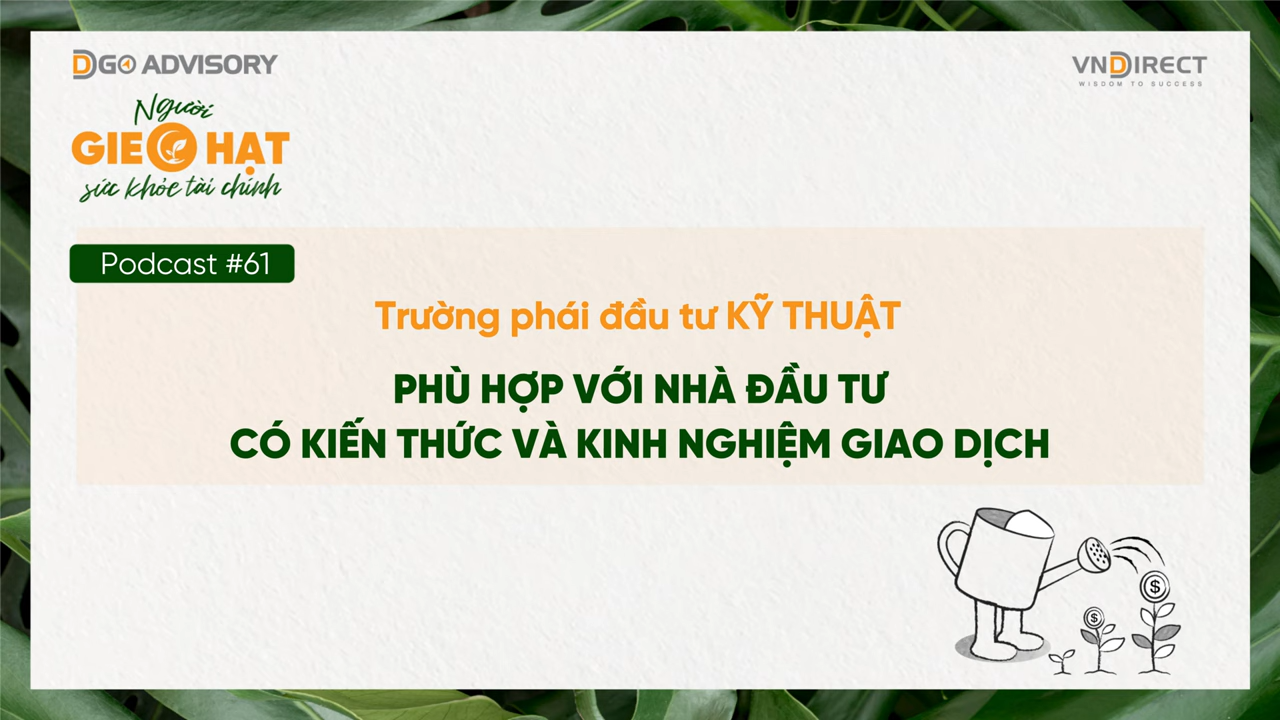 DGO ADVISORY
VNDIRECT
WISDOM TO SUCCESS
Người
GIEO HẠT
sức khỏe tài chính
Podcast #61
Trường phái đầu tư KỸ THUẬT
PHÙ HỢP VỚI NHÀ ĐẦU TƯ
CÓ KIẾN THỨC VÀ KINH NGHIỆM GIAO DỊCH
$
$